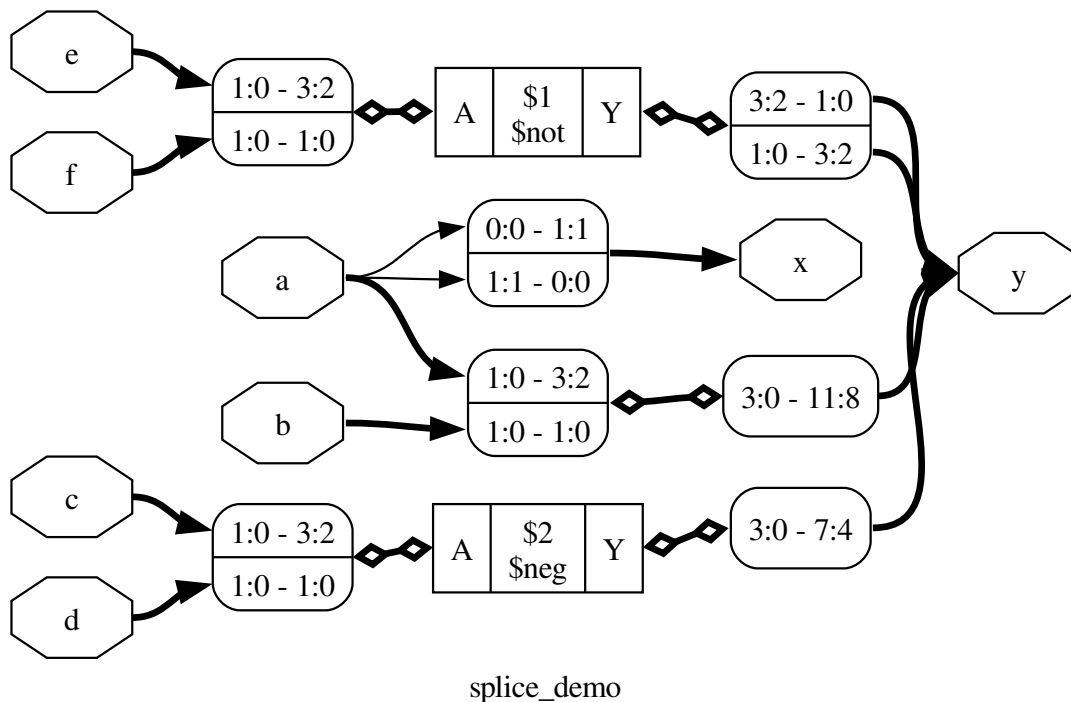 e
f
1:0 - 3:2
1:0 - 1:0
A
$1
$not
Y
3:2 - 1:0
1:0 - 3:2
a
0:0 - 1:1
1:1 - 0:0
x
y
b
1:0 - 3:2
1:0 - 1:0
3:0 - 11:8
c
d
1:0 - 3:2
1:0 - 1:0
A
$2
$neg
Y
3:0 - 7:4
splice_demo